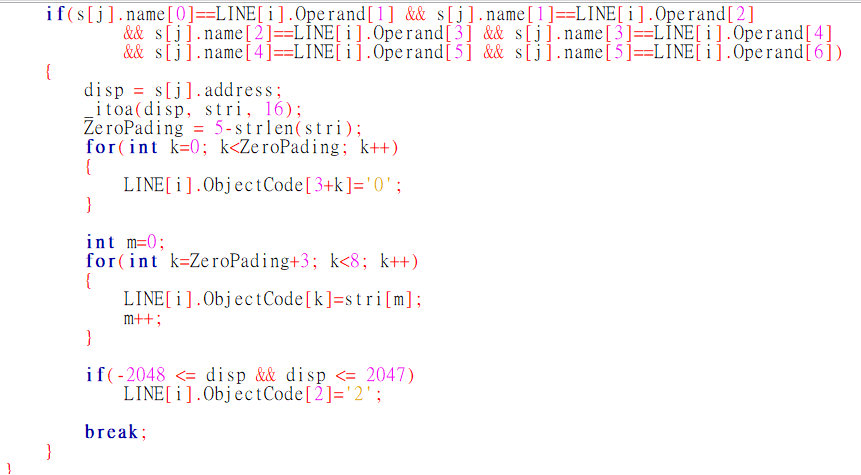 if(s[j].name[0]==LINE[i].Operand[1] && s[j].name[1]==LINE[i].Operand[2]
&& s[j].name[2]==LINE[i].Operand[3] && s[j].name[3]==LINE[i].Operand[4]
&& s[j].name[4]==LINE[i].Operand[5] && s[j].name[5]==LINE[i].Operand[6])
{
disp = s[j].address;
_itoa(disp, stri, 16);
ZeroPading = 5-strlen(stri);
for(int k=0; k<ZeroPading; k++)
{
LINE[i].ObjectCode[3+k]='0';
}
int m=0;
for(int k=ZeroPading+3; k<8; k++)
{
LINE[i].ObjectCode[k]=stri[m];
m++;
}
if(-2048 <= disp && disp <= 2047)
LINE[i].ObjectCode[2]='2';
break;
}
}